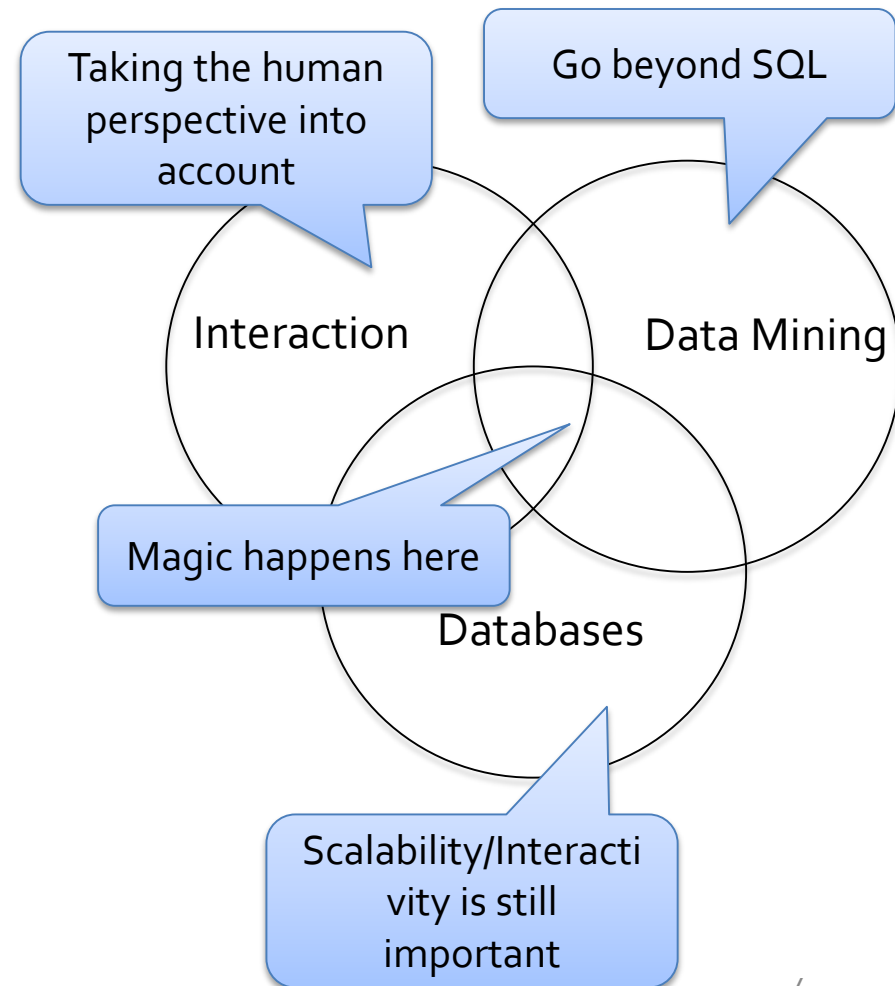 Taking the human
perspective into
account
Go beyond SQL
Interaction
Data Mining
Magic happens here
Databases
Scalability/Interacti
vity is still
important